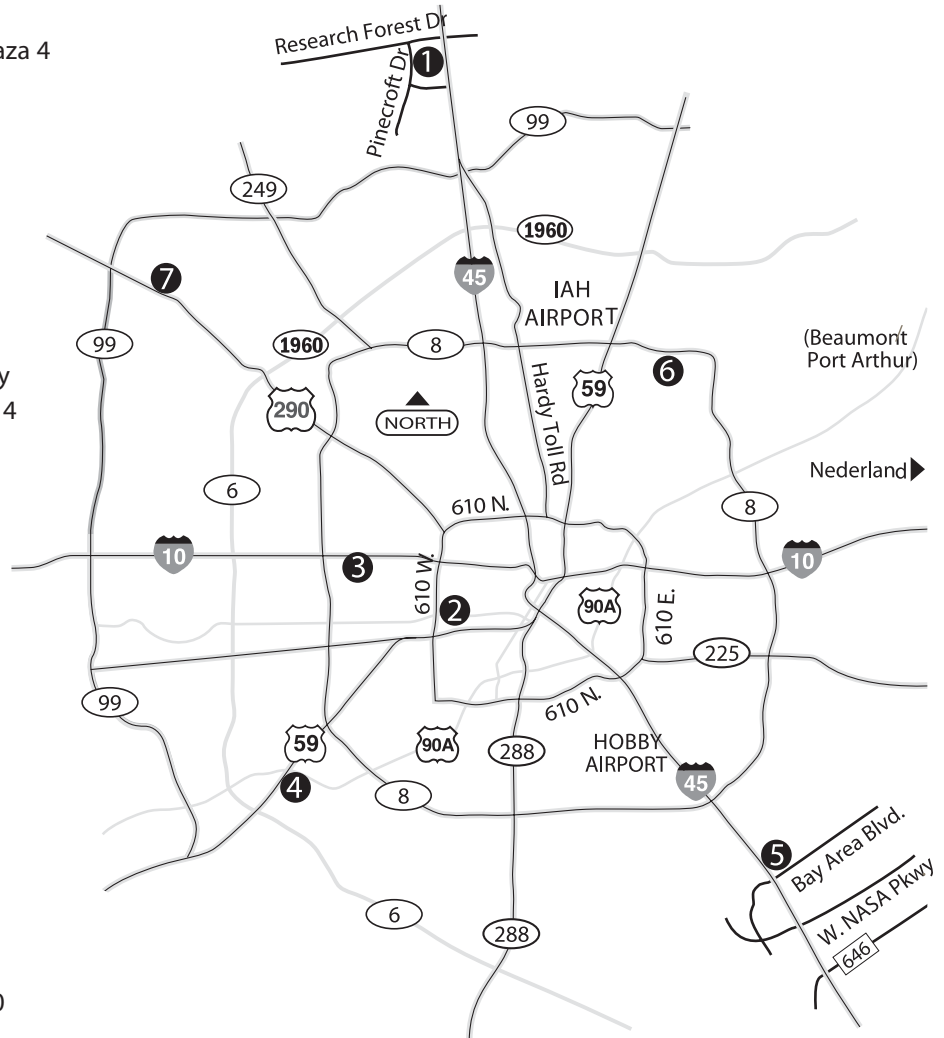 Research Forest Dr
aza 4
1
Pinecroft Dr
99
249
1960
7
45
IAH
AIRPORT
99
1960
8
(Beaumont
Port Arthur)
6
y
59
4
290
NORTH
Hardy Toll Rd
Nederland
6
610 N.
8
10
10
3
610 W.
2
90A
610 E.
225
99
610 N.
59
90A
288
HOBBY
AIRPORT
45
4
8
5
Bay Area Blvd.
6
W. NASA Pkwy
288
646
0